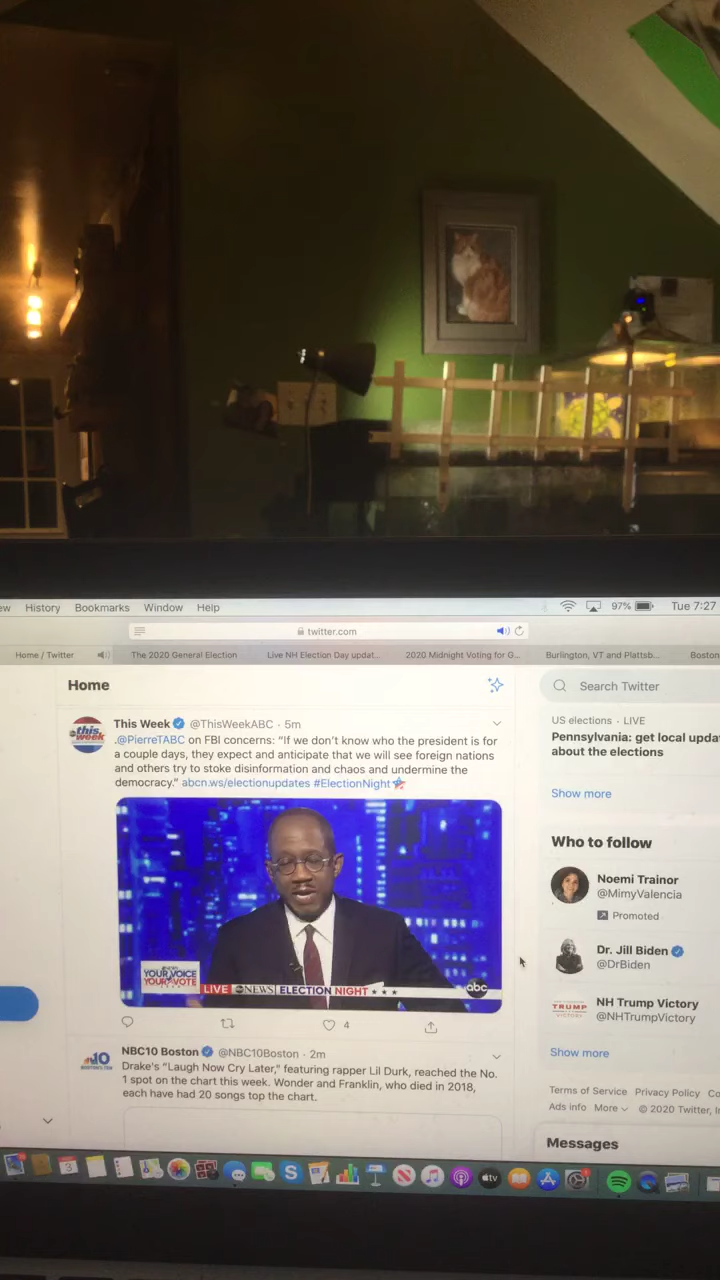 ew History Bookmarks Window Help 97% Tue 7:27
twitter.com
Home / Twitter The 2020 General Election Live NH Election Day updat... 2020 Midnight Voting for G... Burlington, VT and Plattsb... Boston
Home
Search Twitter
This Week @ThisWeekABC · 5m
.@PierreTABC on FBI concerns: “If we don't know who the president is for
a couple days, they expect and anticipate that we will see foreign nations
and others try to stoke disinformation and chaos and undermine the
democracy.” abcn.ws/electionupdates #ElectionNight
YOUR VOICE
YOUR VOTE
LIVE abc NEWS ELECTION NIGHT
abc
4
NBC10 Boston @NBC10Boston · 2m
Drake's “Laugh Now Cry Later,” featuring rapper Lil Durk, reached the No.
1 spot on the chart this week. Wonder and Franklin, who died in 2018,
each have had 20 songs top the chart.
US elections · LIVE
Pennsylvania: get local upda
about the elections
Show more
Who to follow
Noemi Trainor
@MimyValencia
Promoted
Dr. Jill Biden
@DrBiden
TRUMP
NH Trump Victory
@NHTrumpVictory
Show more
Terms of Service Privacy Policy Co
Ads info More © 2020 Twitter, I
Messages
this
week
10
3
tv